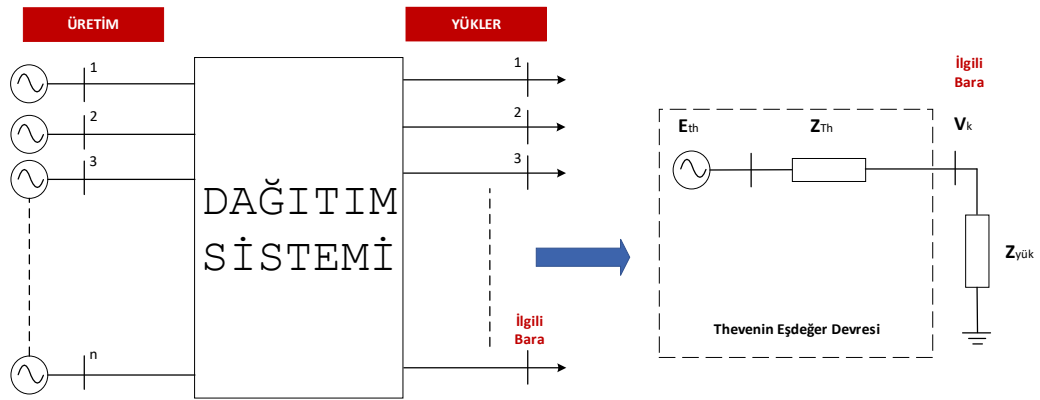 ÜRETİM
YÜKLER
1
2
3
n
DAĞITIM
SİSTEMİ
1
2
3
İlgili
Bara
İlgili
Bara
Eth
ZTh
Vk
Zyük
Thevenin Eşdeğer Devresi